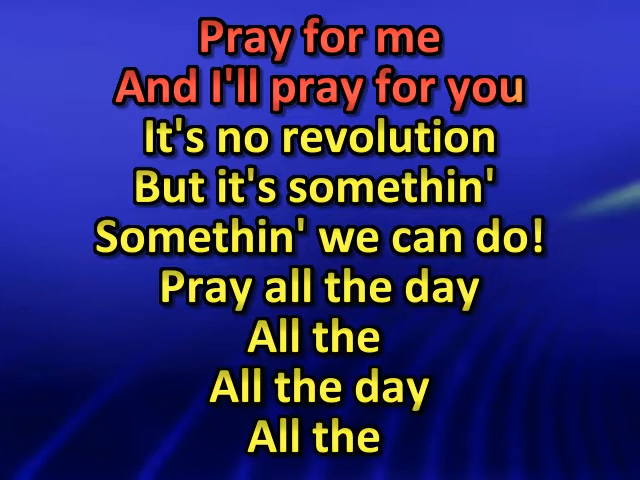 Pray for me
And I'll pray for you
It's no revolution
But it's somethin'
Somethin' we can do!
Pray all the day
All the
All the day
All the